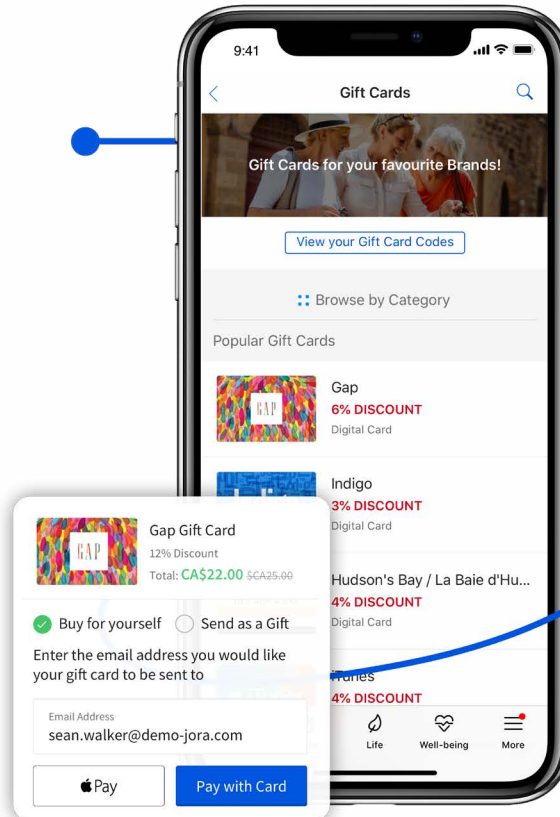 9:41
Gift Cards
Gift Cards for your favourite Brands!
View your Gift Card Codes
Browse by Category
Popular Gift Cards
GAP
Gap
6% DISCOUNT
Digital Card
Indigo
3% DISCOUNT
Digital Card
Hudson's Bay / La Baie d'Hu...
4% DISCOUNT
Digital Card
iTunes
4% DISCOUNT
Life
Well-being
More
GAP
Gap Gift Card
12% Discount
Total: CA$22.00 $CA25.00
Buy for yourself
Send as a Gift
Enter the email address you would like
your gift card to be sent to
Email Address
sean.walker@demo-jora.com
Pay
Pay with Card